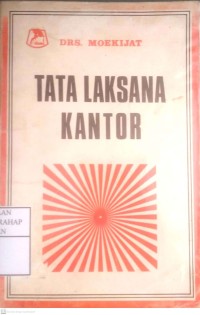 DRS. MOEKIJAT
TATA LAKSANA
KANTOR